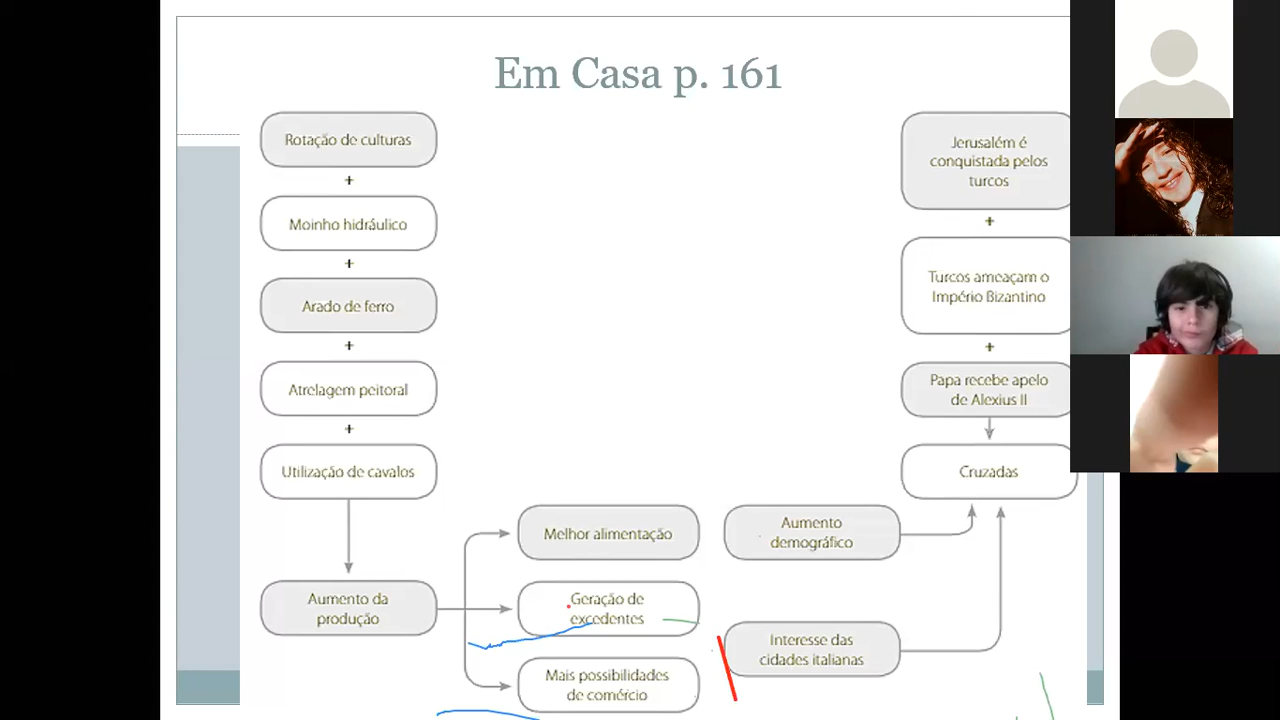 Em Casa p. 161
Rotação de culturas
+
Moinho hidráulico
+
Arado de ferro
+
Atrelagem peitoral
+
Utilização de cavalos
Aumento da
produção
Melhor alimentação
Geração de
excedentes
Mais possibilidades
de comércio
Jerusalém é
conquistada pelos
turcos
+
Turcos ameaçam o
Império Bizantino
+
Papa recebe apelo
de Alexius II
Cruzadas
Aumento
demográfico
Interesse das
cidades italianas